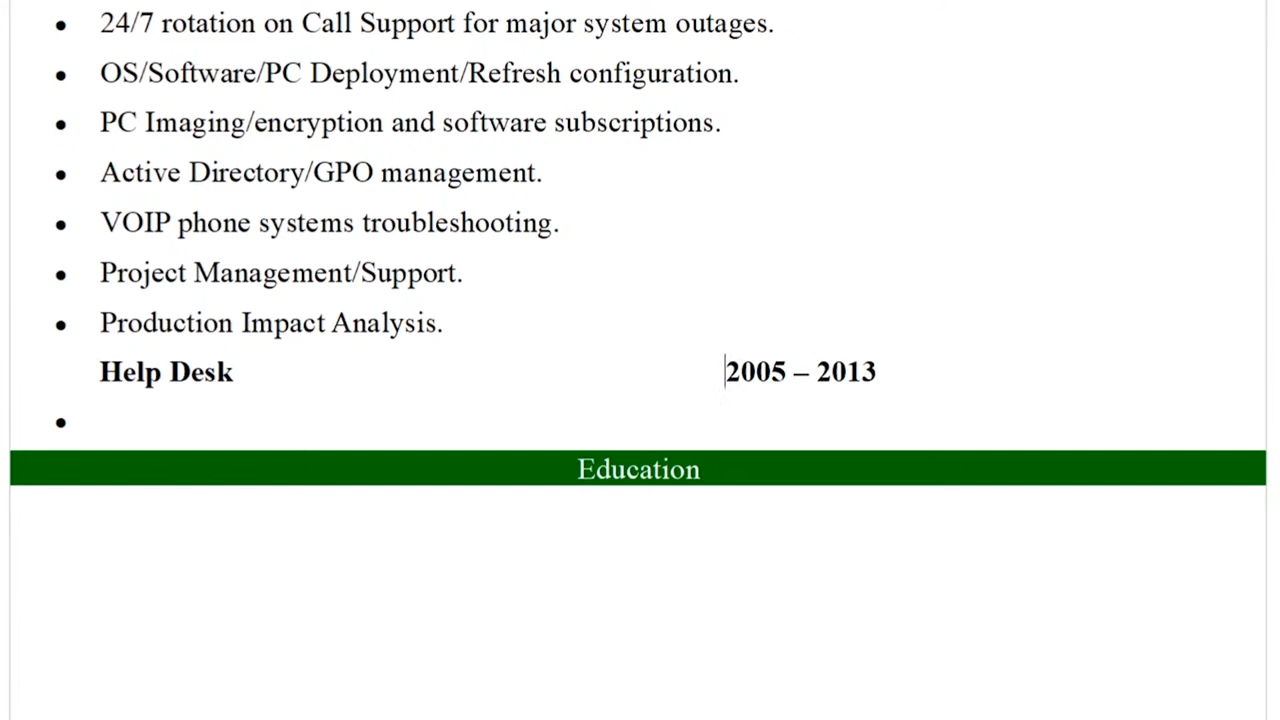 • 24/7 rotation on Call Support for major system outages.
• OS/Software/PC Deployment/Refresh configuration.
• PC Imaging/encryption and software subscriptions.
• Active Directory/GPO management.
• VOIP phone systems troubleshooting.
• Project Management/Support.
• Production Impact Analysis.
Help Desk 2005 – 2013
•
Education